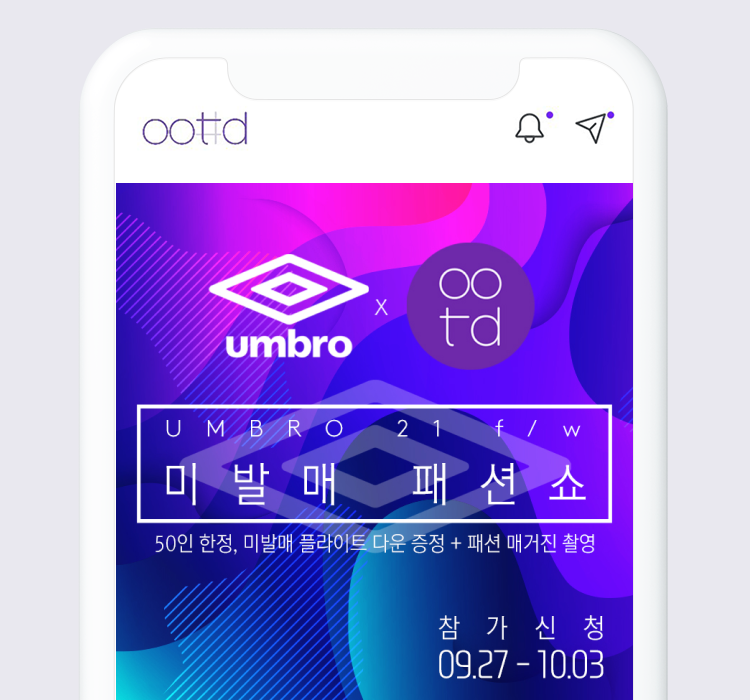 oottd
umbro x ootd
UMBRO 21 f/w
미발매 패션쇼
50인 한정, 미발매 플라이트 다운 증정 + 패션 매거진 촬영
참가신청
09.27 - 10.03